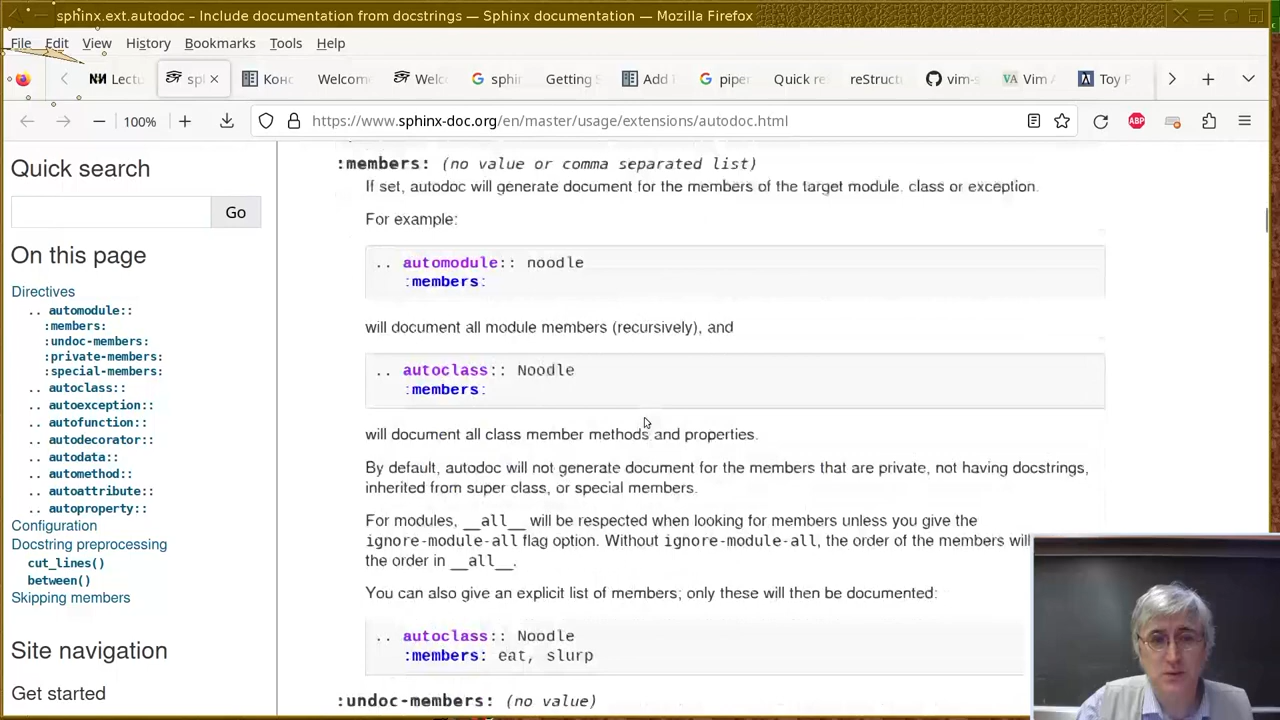 sphinx.ext.autodoc – Include documentation from docstrings — Sphinx documentation — Mozilla Firefox
File Edit View History Bookmarks Tools Help
Lectu spl Конс Welcome Welc sphin Getting S Add piper Quick re reStruct vim-s Vim Toy P
100% https://www.sphinx-doc.org/en/master/usage/extensions/autodoc.html ABP
Quick search
Go
On this page
Directives
.. automodule::
:members:
:undoc-members:
:private-members:
:special-members:
.. autoclass::
.. autoexception::
.. autofunction::
.. autodecorator::
.. autodata::
.. automethod::
.. autoattribute::
.. autoproperty::
Configuration
Docstring preprocessing
cut_lines()
between()
Skipping members
Site navigation
Get started
:members: (no value or comma separated list)
If set, autodoc will generate document for the members of the target module. class or exception.
For example:
.. automodule:: noodle
:members:
will document all module members (recursively), and
.. autoclass:: Noodle
:members:
will document all class member methods and properties.
By default, autodoc will not generate document for the members that are private, not having docstrings,
inherited from super class, or special members.
For modules, __all__ will be respected when looking for members unless you give the
ignore-module-all flag option. Without ignore-module-all, the order of the members will
the order in __all__.
You can also give an explicit list of members; only these will then be documented:
.. autoclass:: Noodle
:members: eat, slurp
:undoc-members: (no value)